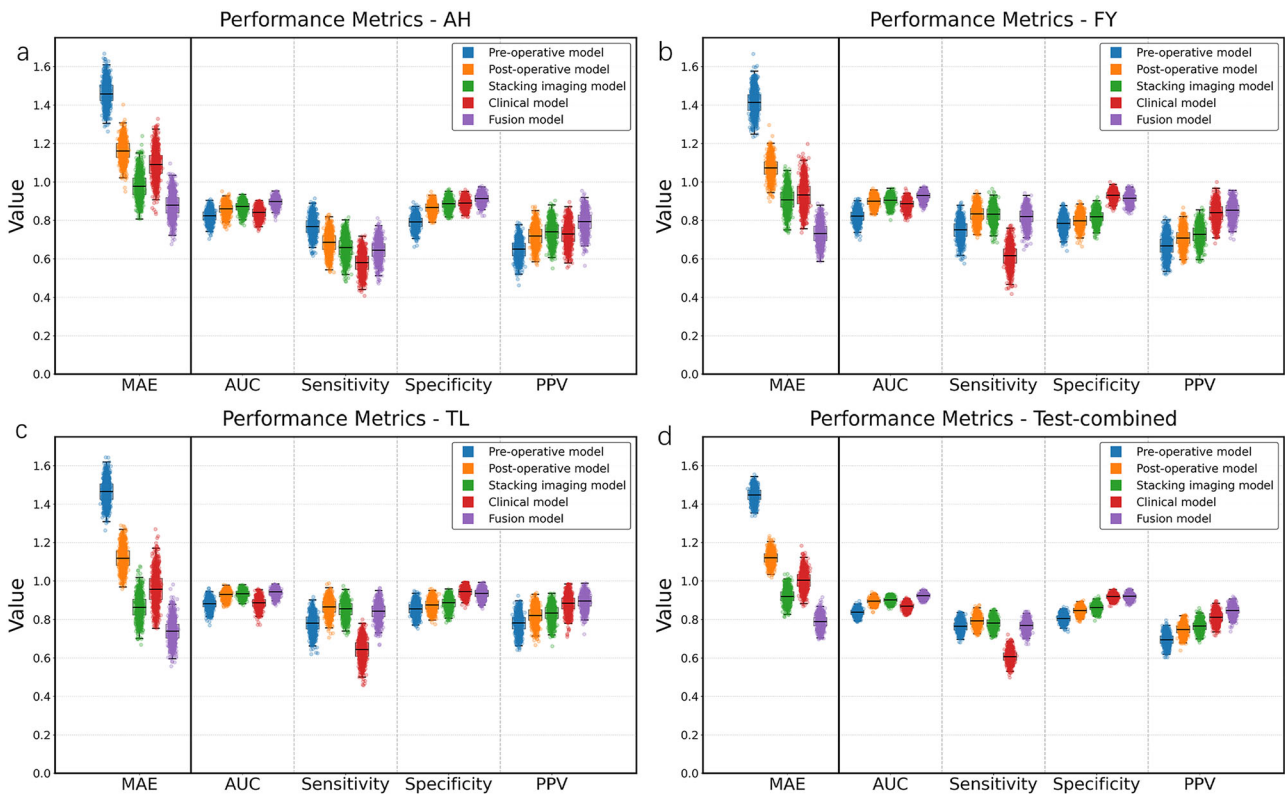 Performance Metrics - AH
a
Pre-operative model
Post-operative model
Stacking imaging model
Clinical model
Fusion model
Value
1.6
1.4
1.2
1.0
0.8
0.6
0.4
0.2
0.0
MAE AUC Sensitivity Specificity PPV
Performance Metrics - FY
b
Pre-operative model
Post-operative model
Stacking imaging model
Clinical model
Fusion model
Value
1.6
1.4
1.2
1.0
0.8
0.6
0.4
0.2
0.0
MAE AUC Sensitivity Specificity PPV
Performance Metrics - TL
c
Pre-operative model
Post-operative model
Stacking imaging model
Clinical model
Fusion model
Value
1.6
1.4
1.2
1.0
0.8
0.6
0.4
0.2
0.0
MAE AUC Sensitivity Specificity PPV
Performance Metrics - Test-combined
d
Pre-operative model
Post-operative model
Stacking imaging model
Clinical model
Fusion model
Value
1.6
1.4
1.2
1.0
0.8
0.6
0.4
0.2
0.0
MAE AUC Sensitivity Specificity PPV